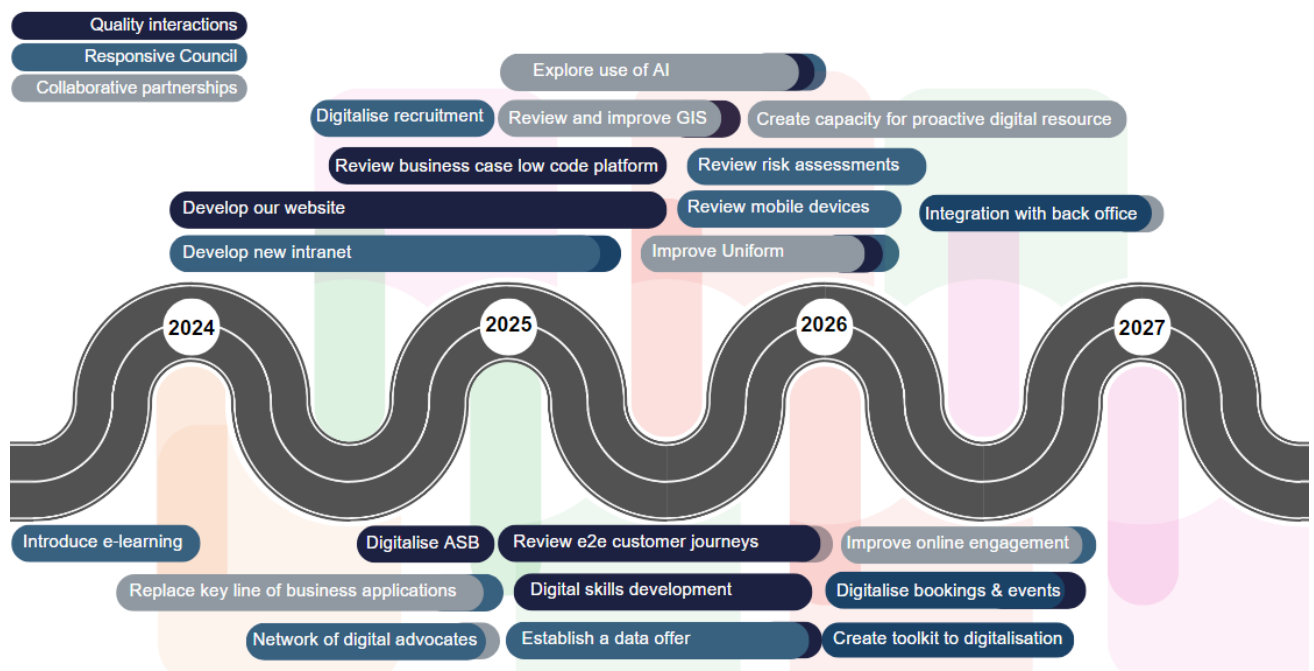 Quality interactions
Responsive Council
Collaborative partnerships
Explore use of AI
Digitalise recruitment
Review and improve GIS
Create capacity for proactive digital resource
Review business case low code platform
Review risk assessments
Develop our website
Review mobile devices
Integration with back office
Develop new intranet
Improve Uniform
2024
2025
2026
2027
Introduce e-learning
Digitalise ASB
Review e2e customer journeys
Improve online engagement
Replace key line of business applications
Digital skills development
Digitalise bookings & events
Network of digital advocates
Establish a data offer
Create toolkit to digitalisation